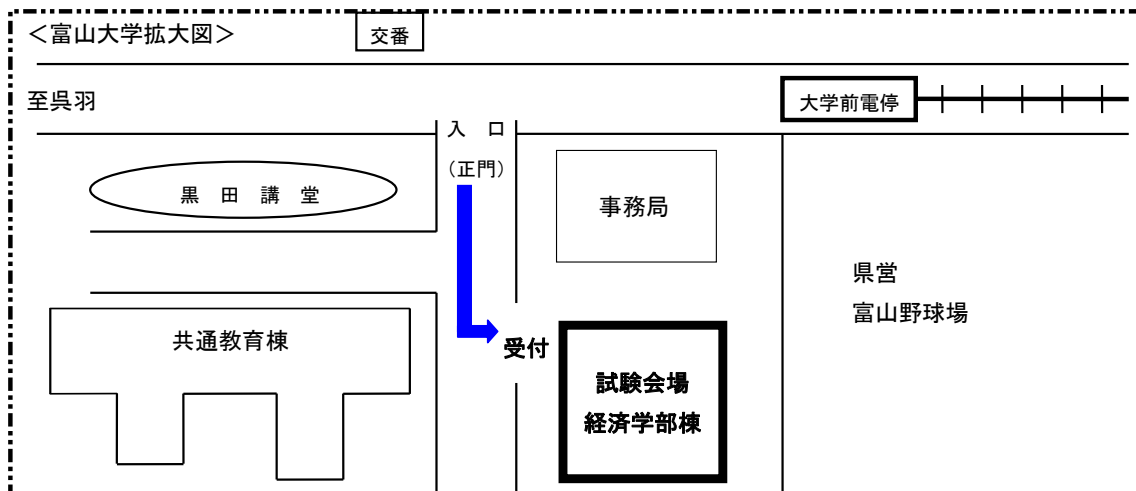 ＜富山大学拡大図＞
交番
至呉羽
大学前電停
入　口
（正門）
黒　田　講　堂
事務局
県営
富山野球場
共通教育棟
受付
試験会場
経済学部棟